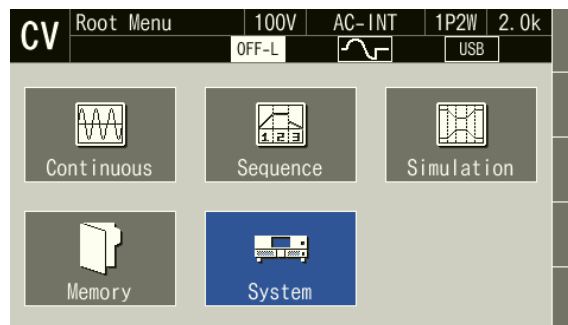 CV Root Menu 100V AC-INT 1P2W 2.0k
OFF-L USB
1 2 3
Continuous Sequence Simulation
Memory System